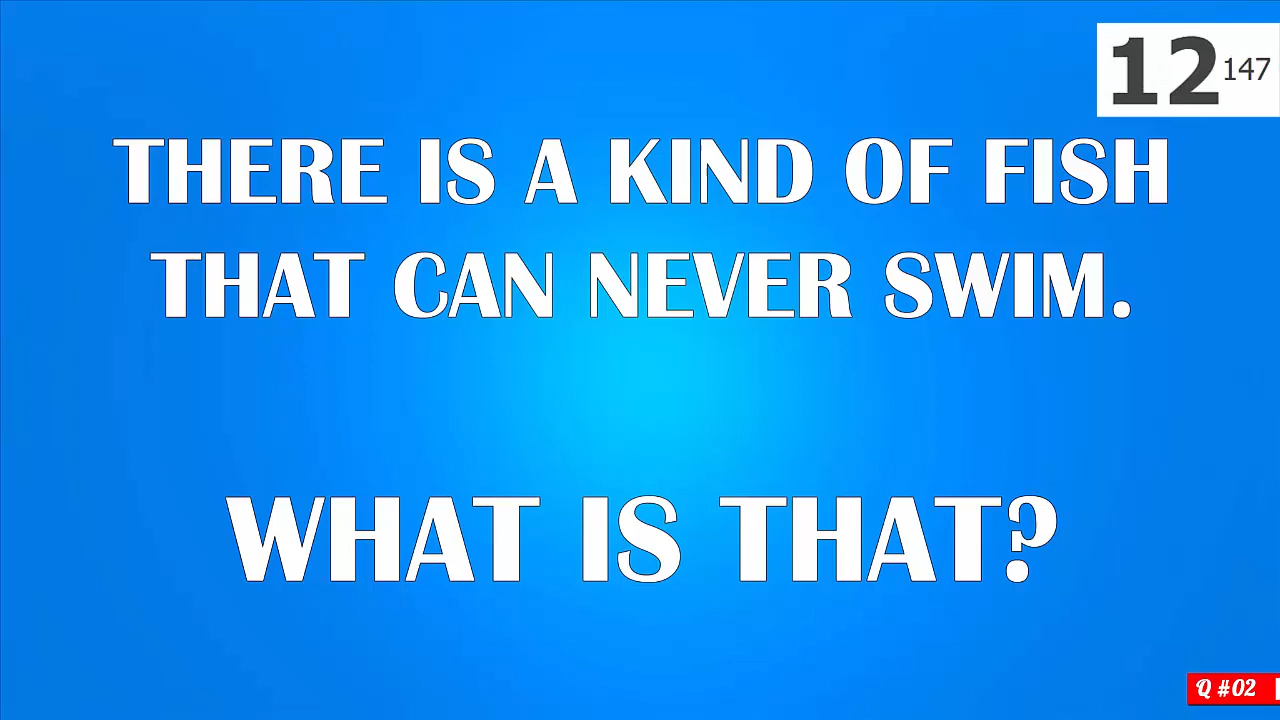 12 147
THERE IS A KIND OF FISH
THAT CAN NEVER SWIM.
WHAT IS THAT?
Q #02